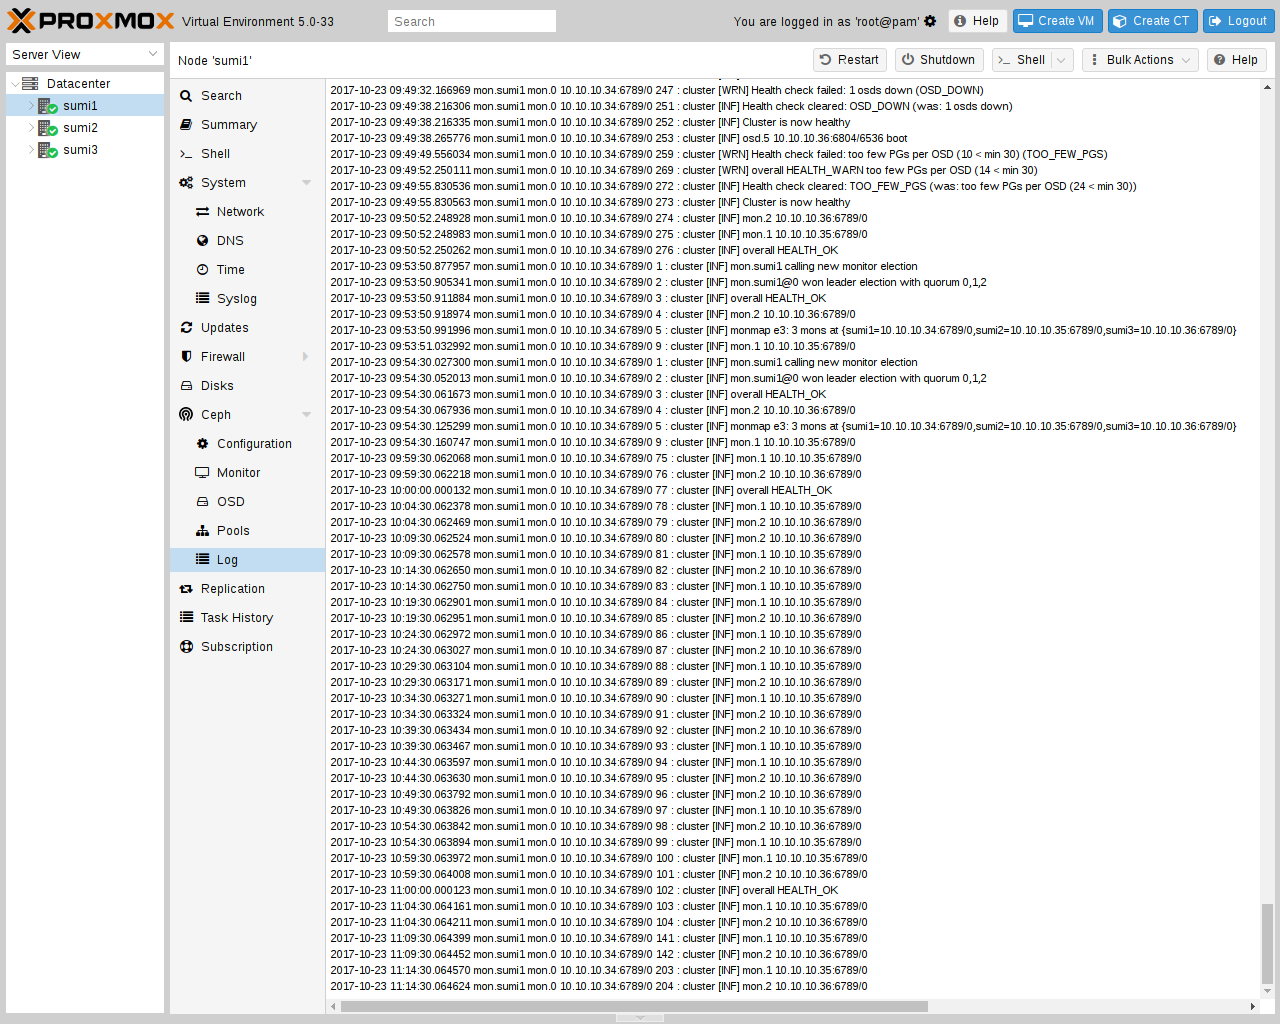 PROXMOX Virtual Environment 5.0-33
Search
You are logged in as 'root@pam'
Help
Create VM
Create CT
Logout
Server View
Datacenter
sumi1
sumi2
sumi3
Node 'sumi1'
Restart
Shutdown
Shell
Bulk Actions
Help
Search
Summary
Shell
System
Network
DNS
Time
Syslog
Updates
Firewall
Disks
Ceph
Configuration
Monitor
OSD
Pools
Log
Replication
Task History
Subscription
2017-10-23 09:49:32.166969 mon.sumi1 mon.0 10.10.10.34:6789/0 247 : cluster [WRN] Health check failed: 1 osds down (OSD_DOWN)
2017-10-23 09:49:38.216306 mon.sumi1 mon.0 10.10.10.34:6789/0 251 : cluster [INF] Health check cleared: OSD_DOWN (was: 1 osds down)
2017-10-23 09:49:38.216335 mon.sumi1 mon.0 10.10.10.34:6789/0 252 : cluster [INF] Cluster is now healthy
2017-10-23 09:49:38.265776 mon.sumi1 mon.0 10.10.10.34:6789/0 253 : cluster [INF] osd.5 10.10.10.36:6804/6536 boot
2017-10-23 09:49:49.556034 mon.sumi1 mon.0 10.10.10.34:6789/0 259 : cluster [WRN] Health check failed: too few PGs per OSD (10 < min 30) (TOO_FEW_PGS)
2017-10-23 09:49:52.250111 mon.sumi1 mon.0 10.10.10.34:6789/0 269 : cluster [WRN] overall HEALTH_WARN too few PGs per OSD (14 < min 30)
2017-10-23 09:49:55.830536 mon.sumi1 mon.0 10.10.10.34:6789/0 272 : cluster [INF] Health check cleared: TOO_FEW_PGS (was: too few PGs per OSD (24 < min 30))
2017-10-23 09:49:55.830563 mon.sumi1 mon.0 10.10.10.34:6789/0 273 : cluster [INF] Cluster is now healthy
2017-10-23 09:50:52.248928 mon.sumi1 mon.0 10.10.10.34:6789/0 274 : cluster [INF] mon.2 10.10.10.36:6789/0
2017-10-23 09:50:52.248983 mon.sumi1 mon.0 10.10.10.34:6789/0 275 : cluster [INF] mon.1 10.10.10.35:6789/0
2017-10-23 09:50:52.250262 mon.sumi1 mon.0 10.10.10.34:6789/0 276 : cluster [INF] overall HEALTH_OK
2017-10-23 09:53:50.877957 mon.sumi1 mon.0 10.10.10.34:6789/0 1 : cluster [INF] mon.sumi1 calling new monitor election
2017-10-23 09:53:50.905341 mon.sumi1 mon.0 10.10.10.34:6789/0 2 : cluster [INF] mon.sumi1@0 won leader election with quorum 0,1,2
2017-10-23 09:53:50.911884 mon.sumi1 mon.0 10.10.10.34:6789/0 3 : cluster [INF] overall HEALTH_OK
2017-10-23 09:53:50.918974 mon.sumi1 mon.0 10.10.10.34:6789/0 4 : cluster [INF] mon.2 10.10.10.36:6789/0
2017-10-23 09:53:50.991996 mon.sumi1 mon.0 10.10.10.34:6789/0 5 : cluster [INF] monmap e3: 3 mons at {sumi1=10.10.10.34:6789/0,sumi2=10.10.10.35:6789/0,sumi3=10.10.10.36:6789/0}
2017-10-23 09:53:51.032992 mon.sumi1 mon.0 10.10.10.34:6789/0 9 : cluster [INF] mon.1 10.10.10.35:6789/0
2017-10-23 09:54:30.027300 mon.sumi1 mon.0 10.10.10.34:6789/0 1 : cluster [INF] mon.sumi1 calling new monitor election
2017-10-23 09:54:30.052013 mon.sumi1 mon.0 10.10.10.34:6789/0 2 : cluster [INF] mon.sumi1@0 won leader election with quorum 0,1,2
2017-10-23 09:54:30.061673 mon.sumi1 mon.0 10.10.10.34:6789/0 3 : cluster [INF] overall HEALTH_OK
2017-10-23 09:54:30.067936 mon.sumi1 mon.0 10.10.10.34:6789/0 4 : cluster [INF] mon.2 10.10.10.36:6789/0
2017-10-23 09:54:30.125299 mon.sumi1 mon.0 10.10.10.34:6789/0 5 : cluster [INF] monmap e3: 3 mons at {sumi1=10.10.10.34:6789/0,sumi2=10.10.10.35:6789/0,sumi3=10.10.10.36:6789/0}
2017-10-23 09:54:30.160747 mon.sumi1 mon.0 10.10.10.34:6789/0 9 : cluster [INF] mon.1 10.10.10.35:6789/0
2017-10-23 09:59:30.062068 mon.sumi1 mon.0 10.10.10.34:6789/0 75 : cluster [INF] mon.1 10.10.10.35:6789/0
2017-10-23 09:59:30.062218 mon.sumi1 mon.0 10.10.10.34:6789/0 76 : cluster [INF] mon.2 10.10.10.36:6789/0
2017-10-23 10:00:00.000132 mon.sumi1 mon.0 10.10.10.34:6789/0 77 : cluster [INF] overall HEALTH_OK
2017-10-23 10:04:30.062378 mon.sumi1 mon.0 10.10.10.34:6789/0 78 : cluster [INF] mon.1 10.10.10.35:6789/0
2017-10-23 10:04:30.062469 mon.sumi1 mon.0 10.10.10.34:6789/0 79 : cluster [INF] mon.2 10.10.10.36:6789/0
2017-10-23 10:09:30.062524 mon.sumi1 mon.0 10.10.10.34:6789/0 80 : cluster [INF] mon.2 10.10.10.36:6789/0
2017-10-23 10:09:30.062578 mon.sumi1 mon.0 10.10.10.34:6789/0 81 : cluster [INF] mon.1 10.10.10.35:6789/0
2017-10-23 10:14:30.062650 mon.sumi1 mon.0 10.10.10.34:6789/0 82 : cluster [INF] mon.2 10.10.10.36:6789/0
2017-10-23 10:14:30.062750 mon.sumi1 mon.0 10.10.10.34:6789/0 83 : cluster [INF] mon.1 10.10.10.35:6789/0
2017-10-23 10:19:30.062901 mon.sumi1 mon.0 10.10.10.34:6789/0 84 : cluster [INF] mon.1 10.10.10.35:6789/0
2017-10-23 10:19:30.062951 mon.sumi1 mon.0 10.10.10.34:6789/0 85 : cluster [INF] mon.2 10.10.10.36:6789/0
2017-10-23 10:24:30.062972 mon.sumi1 mon.0 10.10.10.34:6789/0 86 : cluster [INF] mon.1 10.10.10.35:6789/0
2017-10-23 10:24:30.063027 mon.sumi1 mon.0 10.10.10.34:6789/0 87 : cluster [INF] mon.2 10.10.10.36:6789/0
2017-10-23 10:29:30.063104 mon.sumi1 mon.0 10.10.10.34:6789/0 88 : cluster [INF] mon.1 10.10.10.35:6789/0
2017-10-23 10:29:30.063171 mon.sumi1 mon.0 10.10.10.34:6789/0 89 : cluster [INF] mon.2 10.10.10.36:6789/0
2017-10-23 10:34:30.063271 mon.sumi1 mon.0 10.10.10.34:6789/0 90 : cluster [INF] mon.1 10.10.10.35:6789/0
2017-10-23 10:34:30.063324 mon.sumi1 mon.0 10.10.10.34:6789/0 91 : cluster [INF] mon.2 10.10.10.36:6789/0
2017-10-23 10:39:30.063434 mon.sumi1 mon.0 10.10.10.34:6789/0 92 : cluster [INF] mon.2 10.10.10.36:6789/0
2017-10-23 10:39:30.063467 mon.sumi1 mon.0 10.10.10.34:6789/0 93 : cluster [INF] mon.1 10.10.10.35:6789/0
2017-10-23 10:44:30.063597 mon.sumi1 mon.0 10.10.10.34:6789/0 94 : cluster [INF] mon.1 10.10.10.35:6789/0
2017-10-23 10:44:30.063630 mon.sumi1 mon.0 10.10.10.34:6789/0 95 : cluster [INF] mon.2 10.10.10.36:6789/0
2017-10-23 10:49:30.063792 mon.sumi1 mon.0 10.10.10.34:6789/0 96 : cluster [INF] mon.2 10.10.10.36:6789/0
2017-10-23 10:49:30.063826 mon.sumi1 mon.0 10.10.10.34:6789/0 97 : cluster [INF] mon.1 10.10.10.35:6789/0
2017-10-23 10:54:30.063842 mon.sumi1 mon.0 10.10.10.34:6789/0 98 : cluster [INF] mon.2 10.10.10.36:6789/0
2017-10-23 10:54:30.063894 mon.sumi1 mon.0 10.10.10.34:6789/0 99 : cluster [INF] mon.1 10.10.10.35:6789/0
2017-10-23 10:59:30.063972 mon.sumi1 mon.0 10.10.10.34:6789/0 100 : cluster [INF] mon.1 10.10.10.35:6789/0
2017-10-23 10:59:30.064008 mon.sumi1 mon.0 10.10.10.34:6789/0 101 : cluster [INF] mon.2 10.10.10.36:6789/0
2017-10-23 11:00:00.000123 mon.sumi1 mon.0 10.10.10.34:6789/0 102 : cluster [INF] overall HEALTH_OK
2017-10-23 11:04:30.064161 mon.sumi1 mon.0 10.10.10.34:6789/0 103 : cluster [INF] mon.1 10.10.10.35:6789/0
2017-10-23 11:04:30.064211 mon.sumi1 mon.0 10.10.10.34:6789/0 104 : cluster [INF] mon.2 10.10.10.36:6789/0
2017-10-23 11:09:30.064399 mon.sumi1 mon.0 10.10.10.34:6789/0 141 : cluster [INF] mon.1 10.10.10.35:6789/0
2017-10-23 11:09:30.064452 mon.sumi1 mon.0 10.10.10.34:6789/0 142 : cluster [INF] mon.2 10.10.10.36:6789/0
2017-10-23 11:14:30.064570 mon.sumi1 mon.0 10.10.10.34:6789/0 203 : cluster [INF] mon.1 10.10.10.35:6789/0
2017-10-23 11:14:30.064624 mon.sumi1 mon.0 10.10.10.34:6789/0 204 : cluster [INF] mon.2 10.10.10.36:6789/0